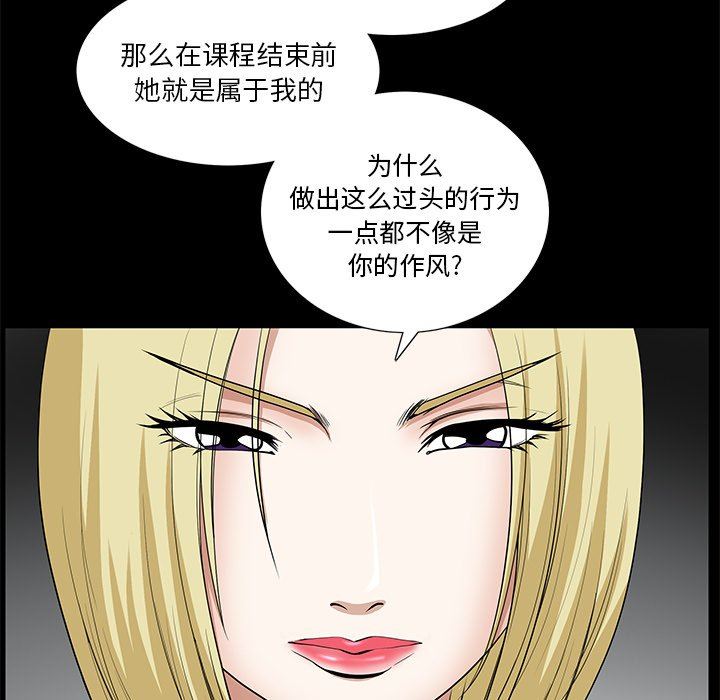 那么在课程结束前
她就是属于我的
为什么
做出这么过头的行为
一点都不像是
你的作风?